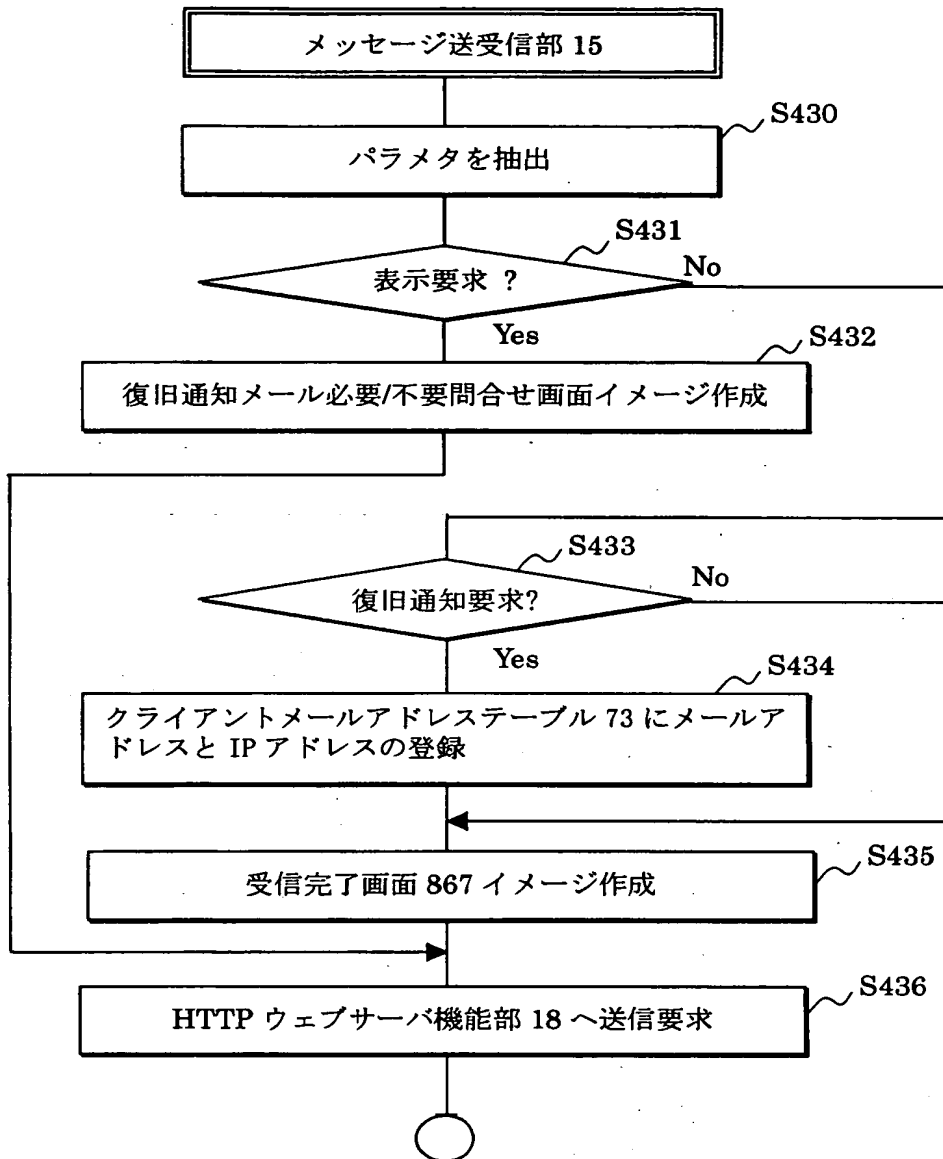 メッセージ送受信部 15
S430
パラメタを抽出
S431
表示要求 ?
No
Yes
S432
復旧通知メール必要/不要問合せ画面イメージ作成
S433
復旧通知要求?
No
Yes
S434
クライアントメールアドレステーブル 73 にメールア
ドレスと IP アドレスの登録
S435
受信完了画面 867 イメージ作成
S436
HTTP ウェブサーバ機能部 18 へ送信要求